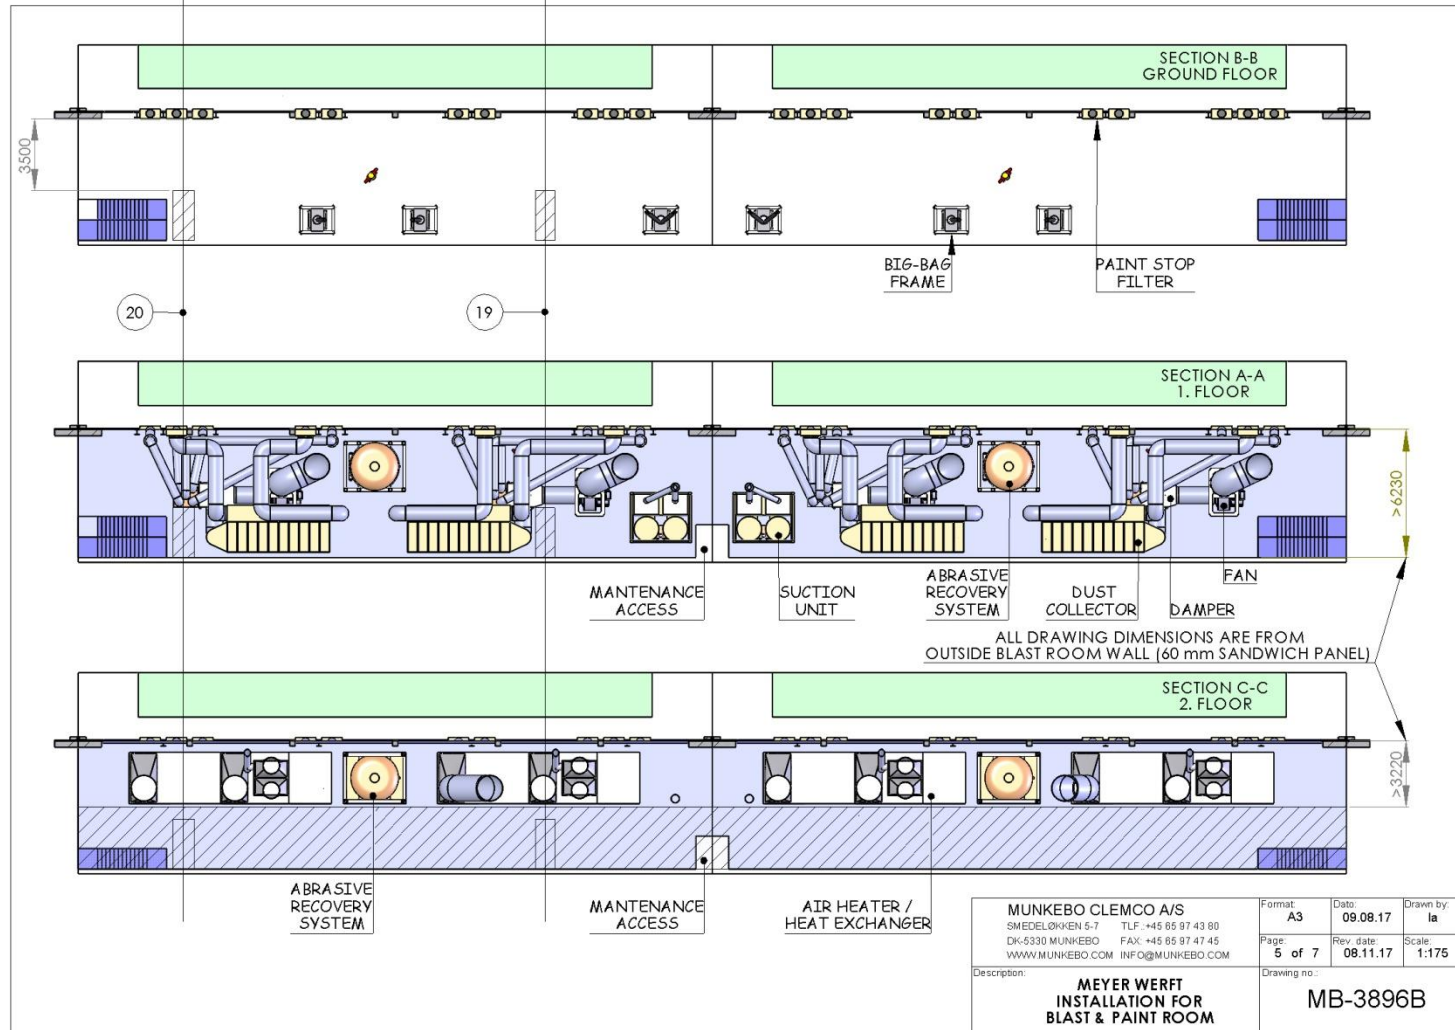 SECTION B-B
GROUND FLOOR
3500
BIG-BAG
FRAME
PAINT STOP
FILTER
20
19
SECTION A-A
1. FLOOR
>6230
MANTENANCE
ACCESS
SUCTION
UNIT
ABRASIVE
RECOVERY
SYSTEM
DUST
COLLECTOR
DAMPER
FAN
ALL DRAWING DIMENSIONS ARE FROM
OUTSIDE BLAST ROOM WALL (60 mm SANDWICH PANEL)
SECTION C-C
2. FLOOR
>3220
ABRASIVE
RECOVERY
SYSTEM
MANTENANCE
ACCESS
AIR HEATER /
HEAT EXCHANGER
MUNKEBO CLEMCO A/S
SMEDELØKKEN 5-7 TLF.:+45 65 97 43 80
DK-5330 MUNKEBO FAX: +45 65 97 47 45
WWW.MUNKEBO.COM INFO@MUNKEBO.COM
Format:
A3
Dato:
09.08.17
Drawn by:
la
Page:
5 of 7
Rev. date:
08.11.17
Scale:
1:175
Description:
MEYER WERFT
INSTALLATION FOR
BLAST & PAINT ROOM
Drawing no.:
MB-3896B